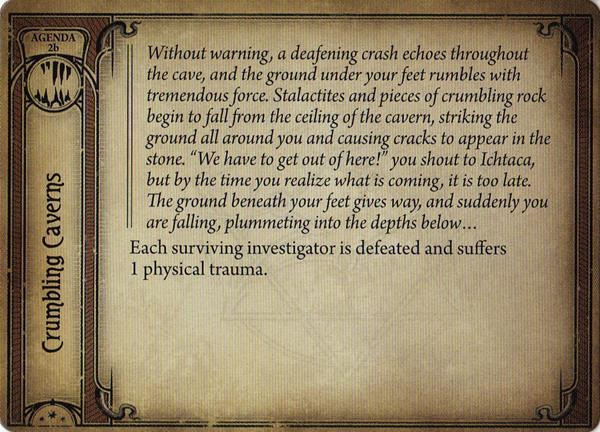 AGENDA
2b
Crumbling Caverns
Without warning, a deafening crash echoes throughout
the cave, and the ground under your feet rumbles with
tremendous force. Stalactites and pieces of crumbling rock
begin to fall from the ceiling of the cavern, striking the
ground all around you and causing cracks to appear in the
stone. “We have to get out of here!” you shout to Ichtaca,
but by the time you realize what is coming, it is too late.
The ground beneath your feet gives way, and suddenly you
are falling, plummeting into the depths below…
Each surviving investigator is defeated and suffers
1 physical trauma.